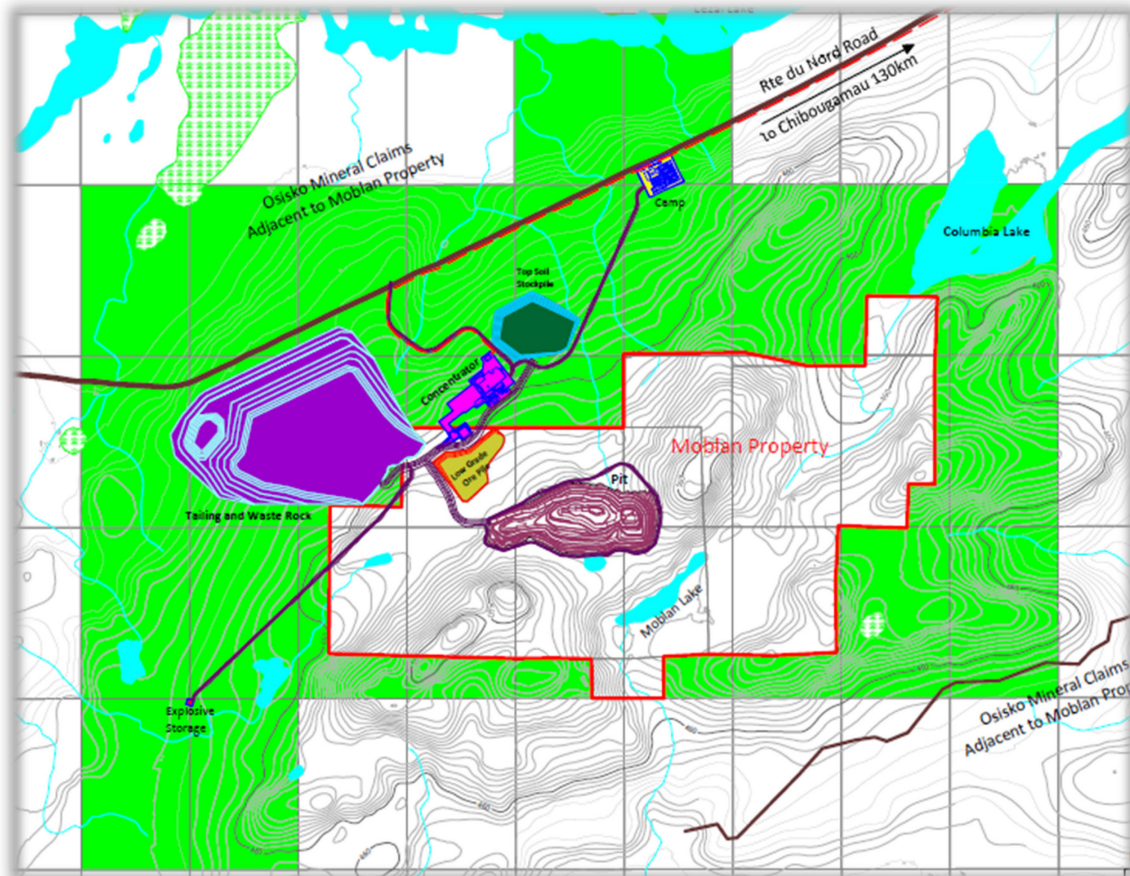 Rte du Nord Road
to Chibougamau 130km
Osisko Mineral Claims
Adjacent to Moblan Property
Camp
Columbia Lake
Top Soil
Stockpile
Concentrator
Moblan Property
Low Grade
Ore Pile
Pit
Tailing and Waste Rock
Moblan Lake
Explosive
Storage
Osisko Mineral Claims
Adjacent to Moblan Pro